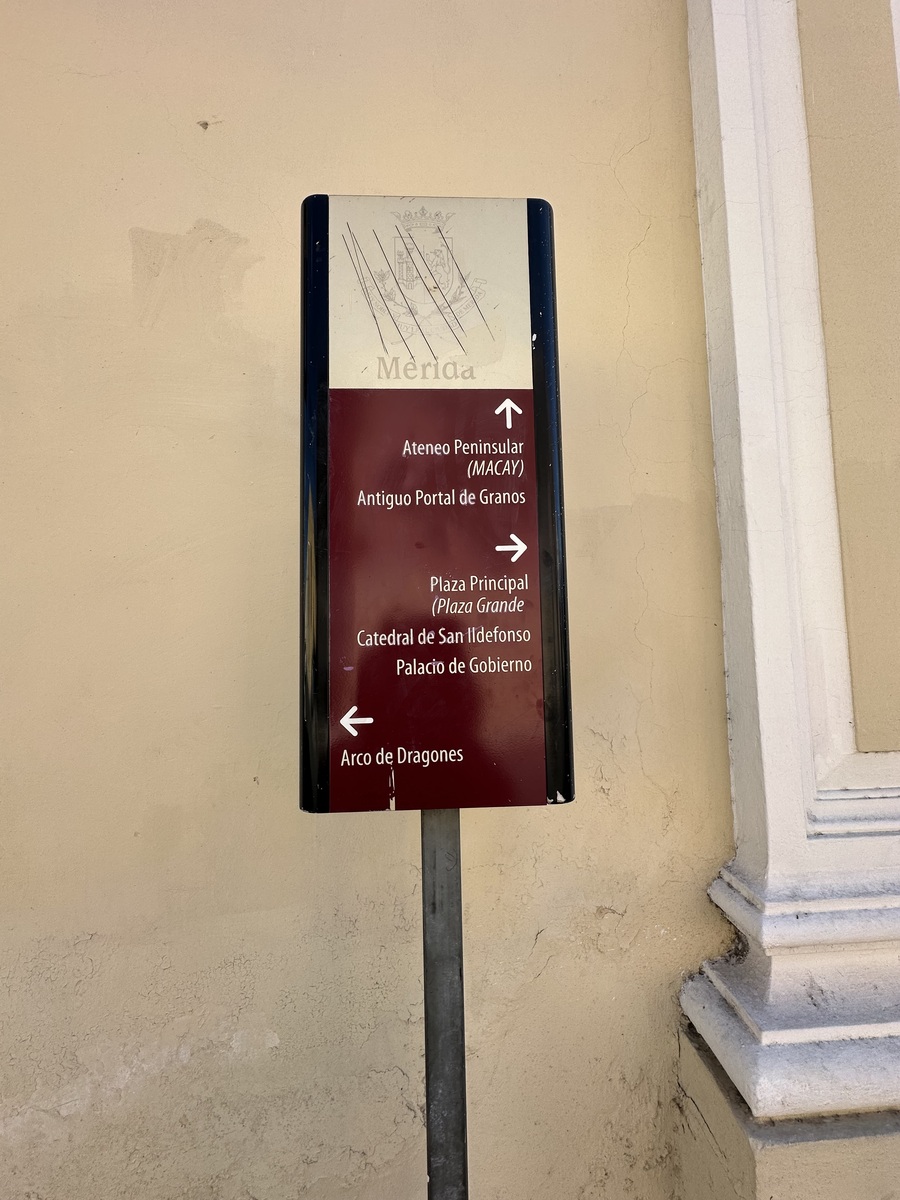 Mérida
Ateneo Peninsular
(MACAY)
Antiguo Portal de Granos
Plaza Principal
(Plaza Grande
Catedral de San Ildefonso
Palacio de Gobierno
Arco de Dragones